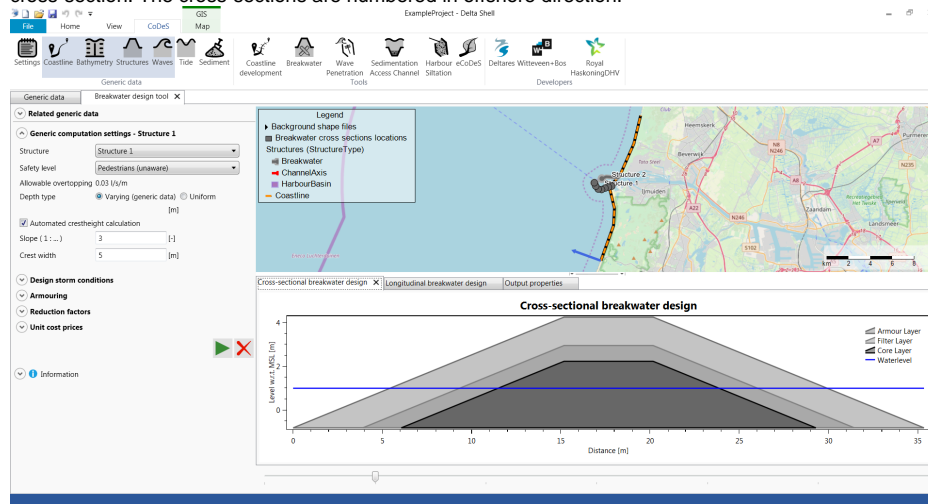 cross-section. The cross-sections are numbered in offshore direction.
ExampleProject - Delta Shell
GIS
File Home View CoDeS Map
Settings Coastline Bathymetry Structures Waves Tide Sediment
Generic data
Coastline development Breakwater Wave Penetration Sedimentation Access Channel Harbour Siltation eCoDeS
Tools
Deltares Witteveen+Bos Royal HaskoningDHV
Developers
Generic data Breakwater design tool
Related generic data
Generic computation settings - Structure 1
Structure Structure 1
Safety level Pedestrians (unaware)
Allowable overtopping 0.03 l/s/m
Depth type Varying (generic data) Uniform
[m]
Automated crestheight calculation
Slope ( 1 : ... ) 3 [-]
Crest width 5 [m]
Design storm conditions
Armouring
Reduction factors
Unit cost prices
Information
Legend
Background shape files
Breakwater cross sections locations
Structures (StructureType)
Breakwater
ChannelAxis
HarbourBasin
Coastline
Heemskerk
Beverwijk
Structure 2
IJmuiden
A22
N8
N246
A7
Purmerend
A8
Zaandam
Landsmeer
N246
S102
km 2 4 6 8
Cross-sectional breakwater design Longitudinal breakwater design Output properties
Cross-sectional breakwater design
Level w.r.t. MSL [m]
4
2
0
Armour Layer
Filter Layer
Core Layer
Waterlevel
0 5 10 15 20 25 30 35
Distance [m]